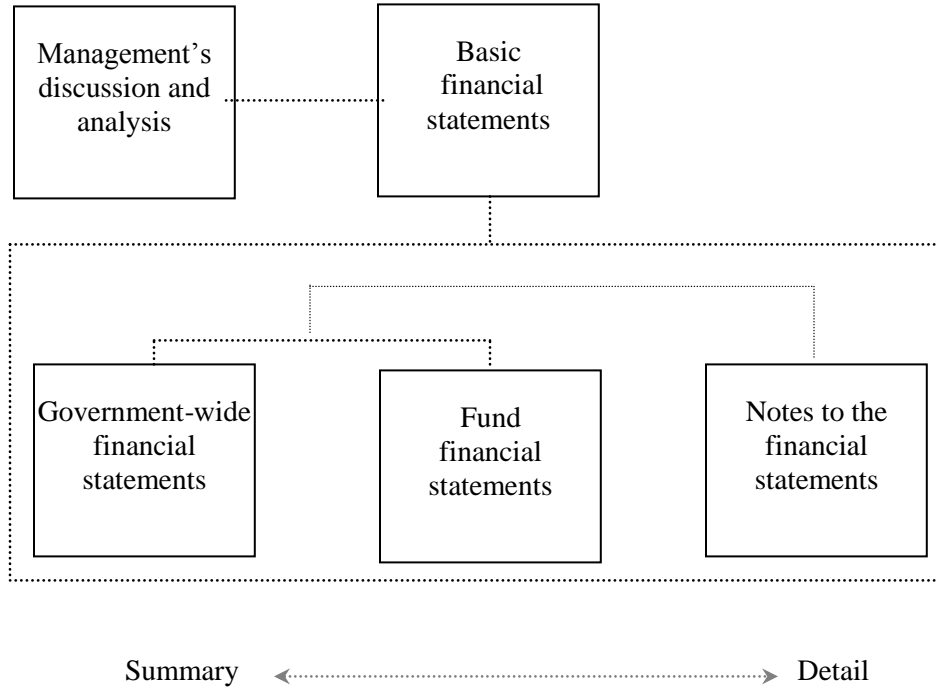 Management’s
discussion and
analysis
Basic
financial
statements
Government-wide
financial
statements
Fund
financial
statements
Notes to the
financial
statements
Summary
Detail